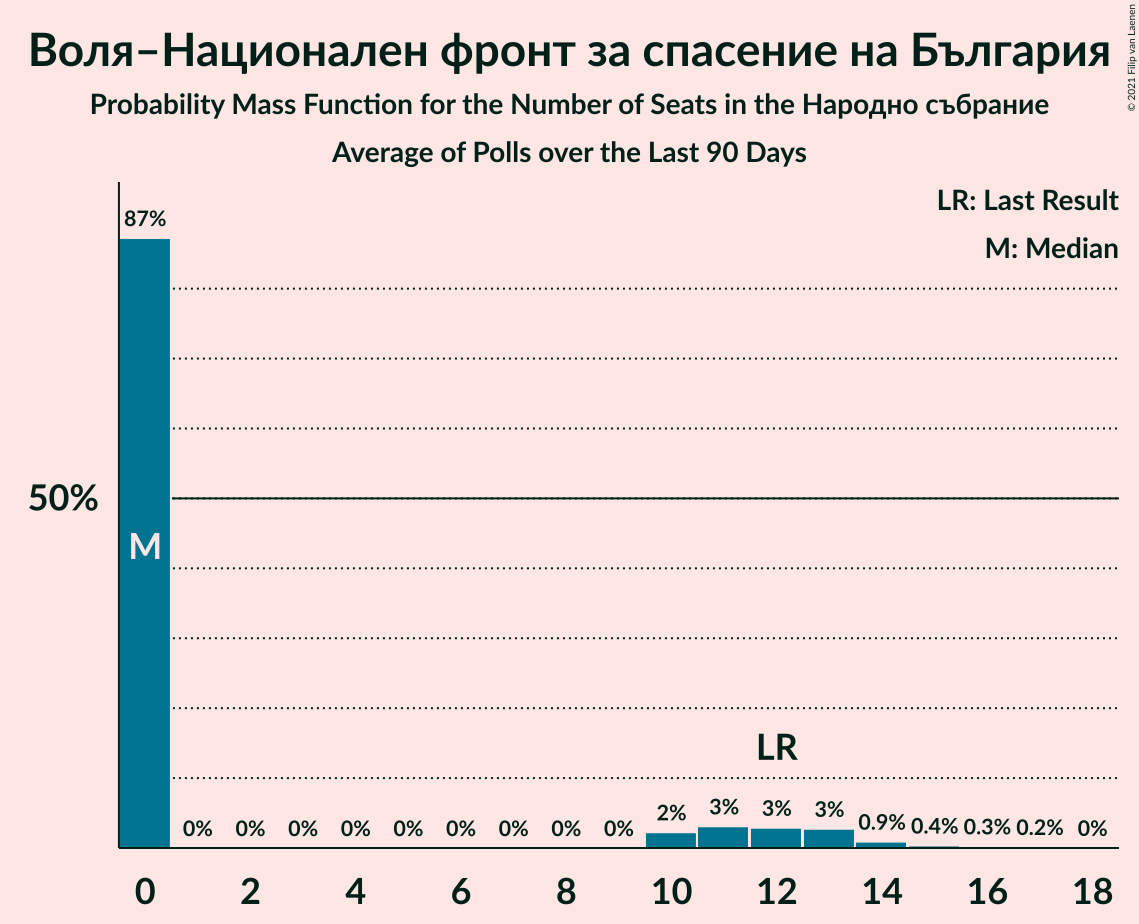 Воля–Национален фронт за спасение на България
Probability Mass Function for the Number of Seats in the Народно събрание
Average of Polls over the Last 90 Days
© 2021 Filip van Laenen
LR: Last Result
M: Median
87%
50%
M
LR
0% 0% 0% 0% 0% 0% 0% 0% 0% 2% 3% 3% 3% 0.9% 0.4% 0.3% 0.2% 0%
0 2 4 6 8 10 12 14 16 18